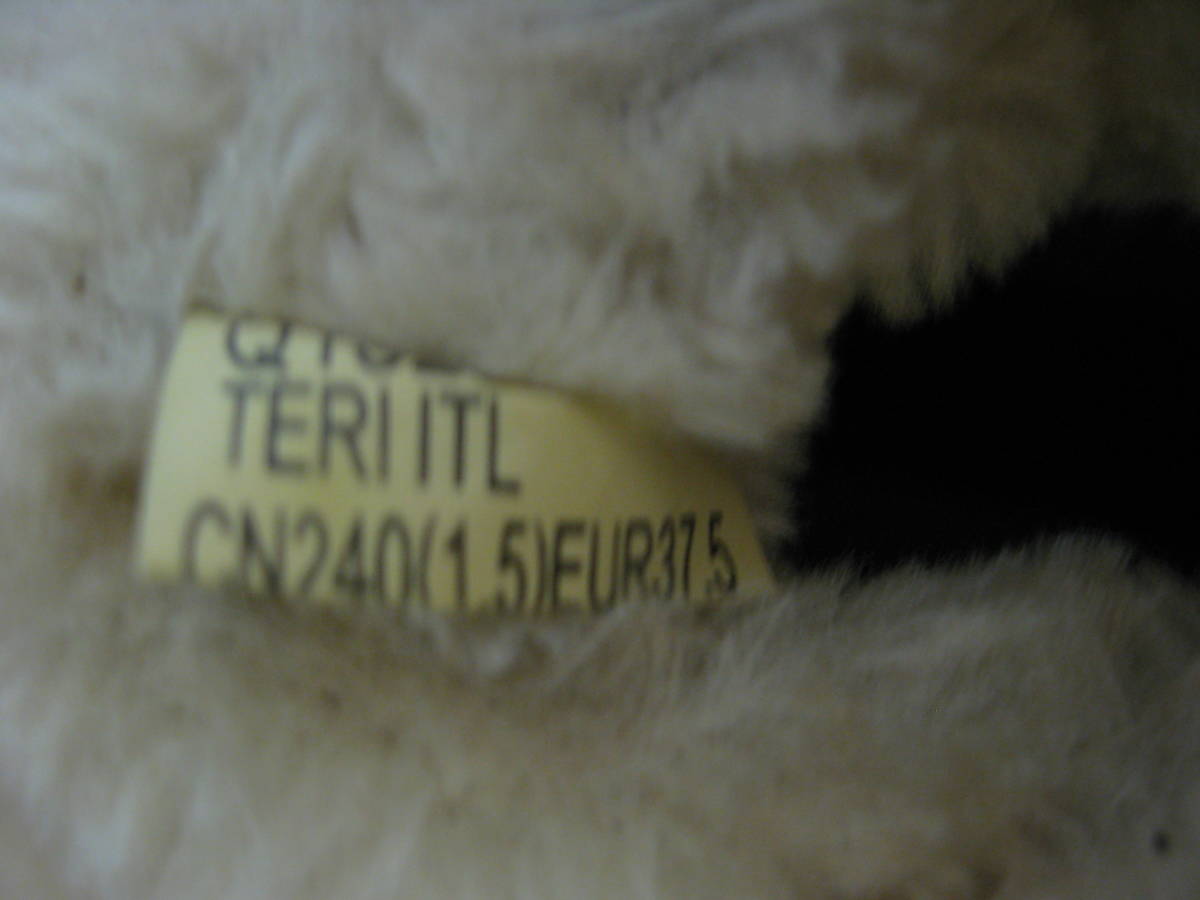 TERI ITL
CN240(1.5)EUR37.5